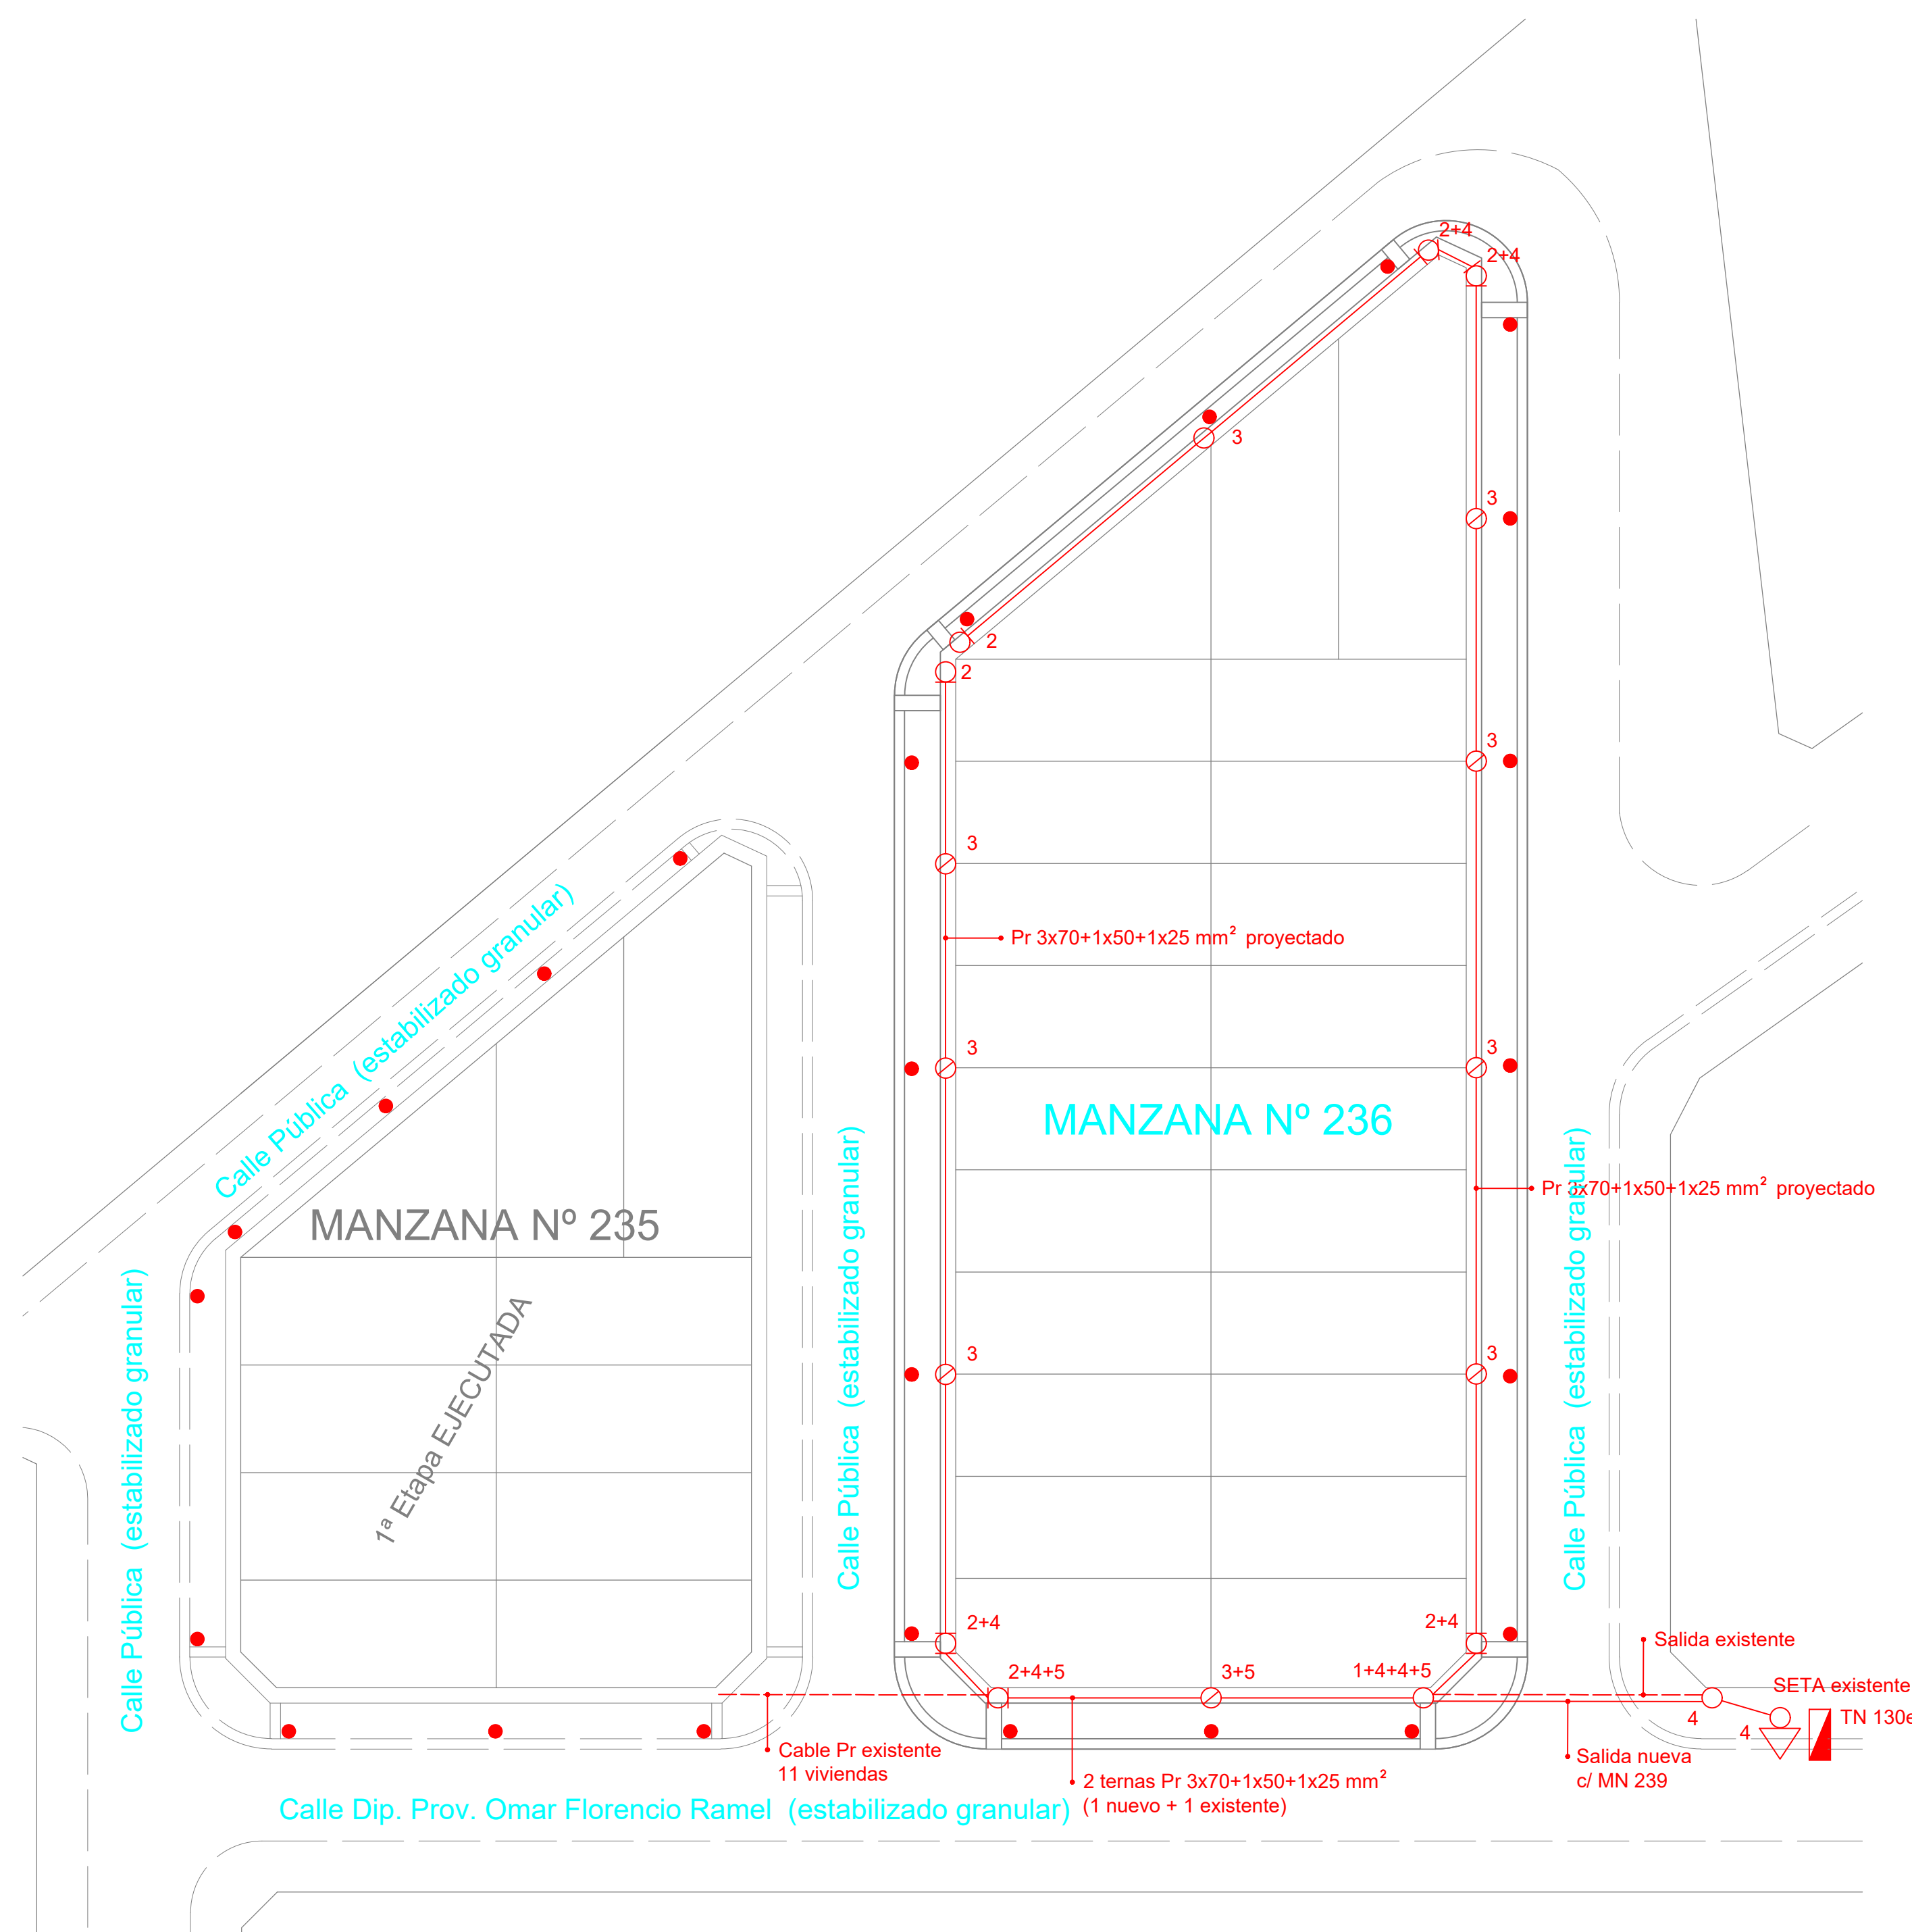 2+4
2+4
3
3
2
2
3
3
Pr 3x70+1x50+1x25 mm² proyectado
3
3
MANZANA Nº 236
Pr 3x70+1x50+1x25 mm² proyectado
Calle Pública (estabilizado granular)
MANZANA Nº 235
1ª Etapa EJECUTADA
Calle Pública (estabilizado granular)
Calle Pública (estabilizado granular)
Calle Pública (estabilizado granular)
3
3
2+4
2+4
2+4+5
3+5
1+4+4+5
Salida existente
SETA existente
4
4
TN 130e
Cable Pr existente
11 viviendas
2 ternas Pr 3x70+1x50+1x25 mm²
(1 nuevo + 1 existente)
Salida nueva
c/ MN 239
Calle Dip. Prov. Omar Florencio Ramel (estabilizado granular)